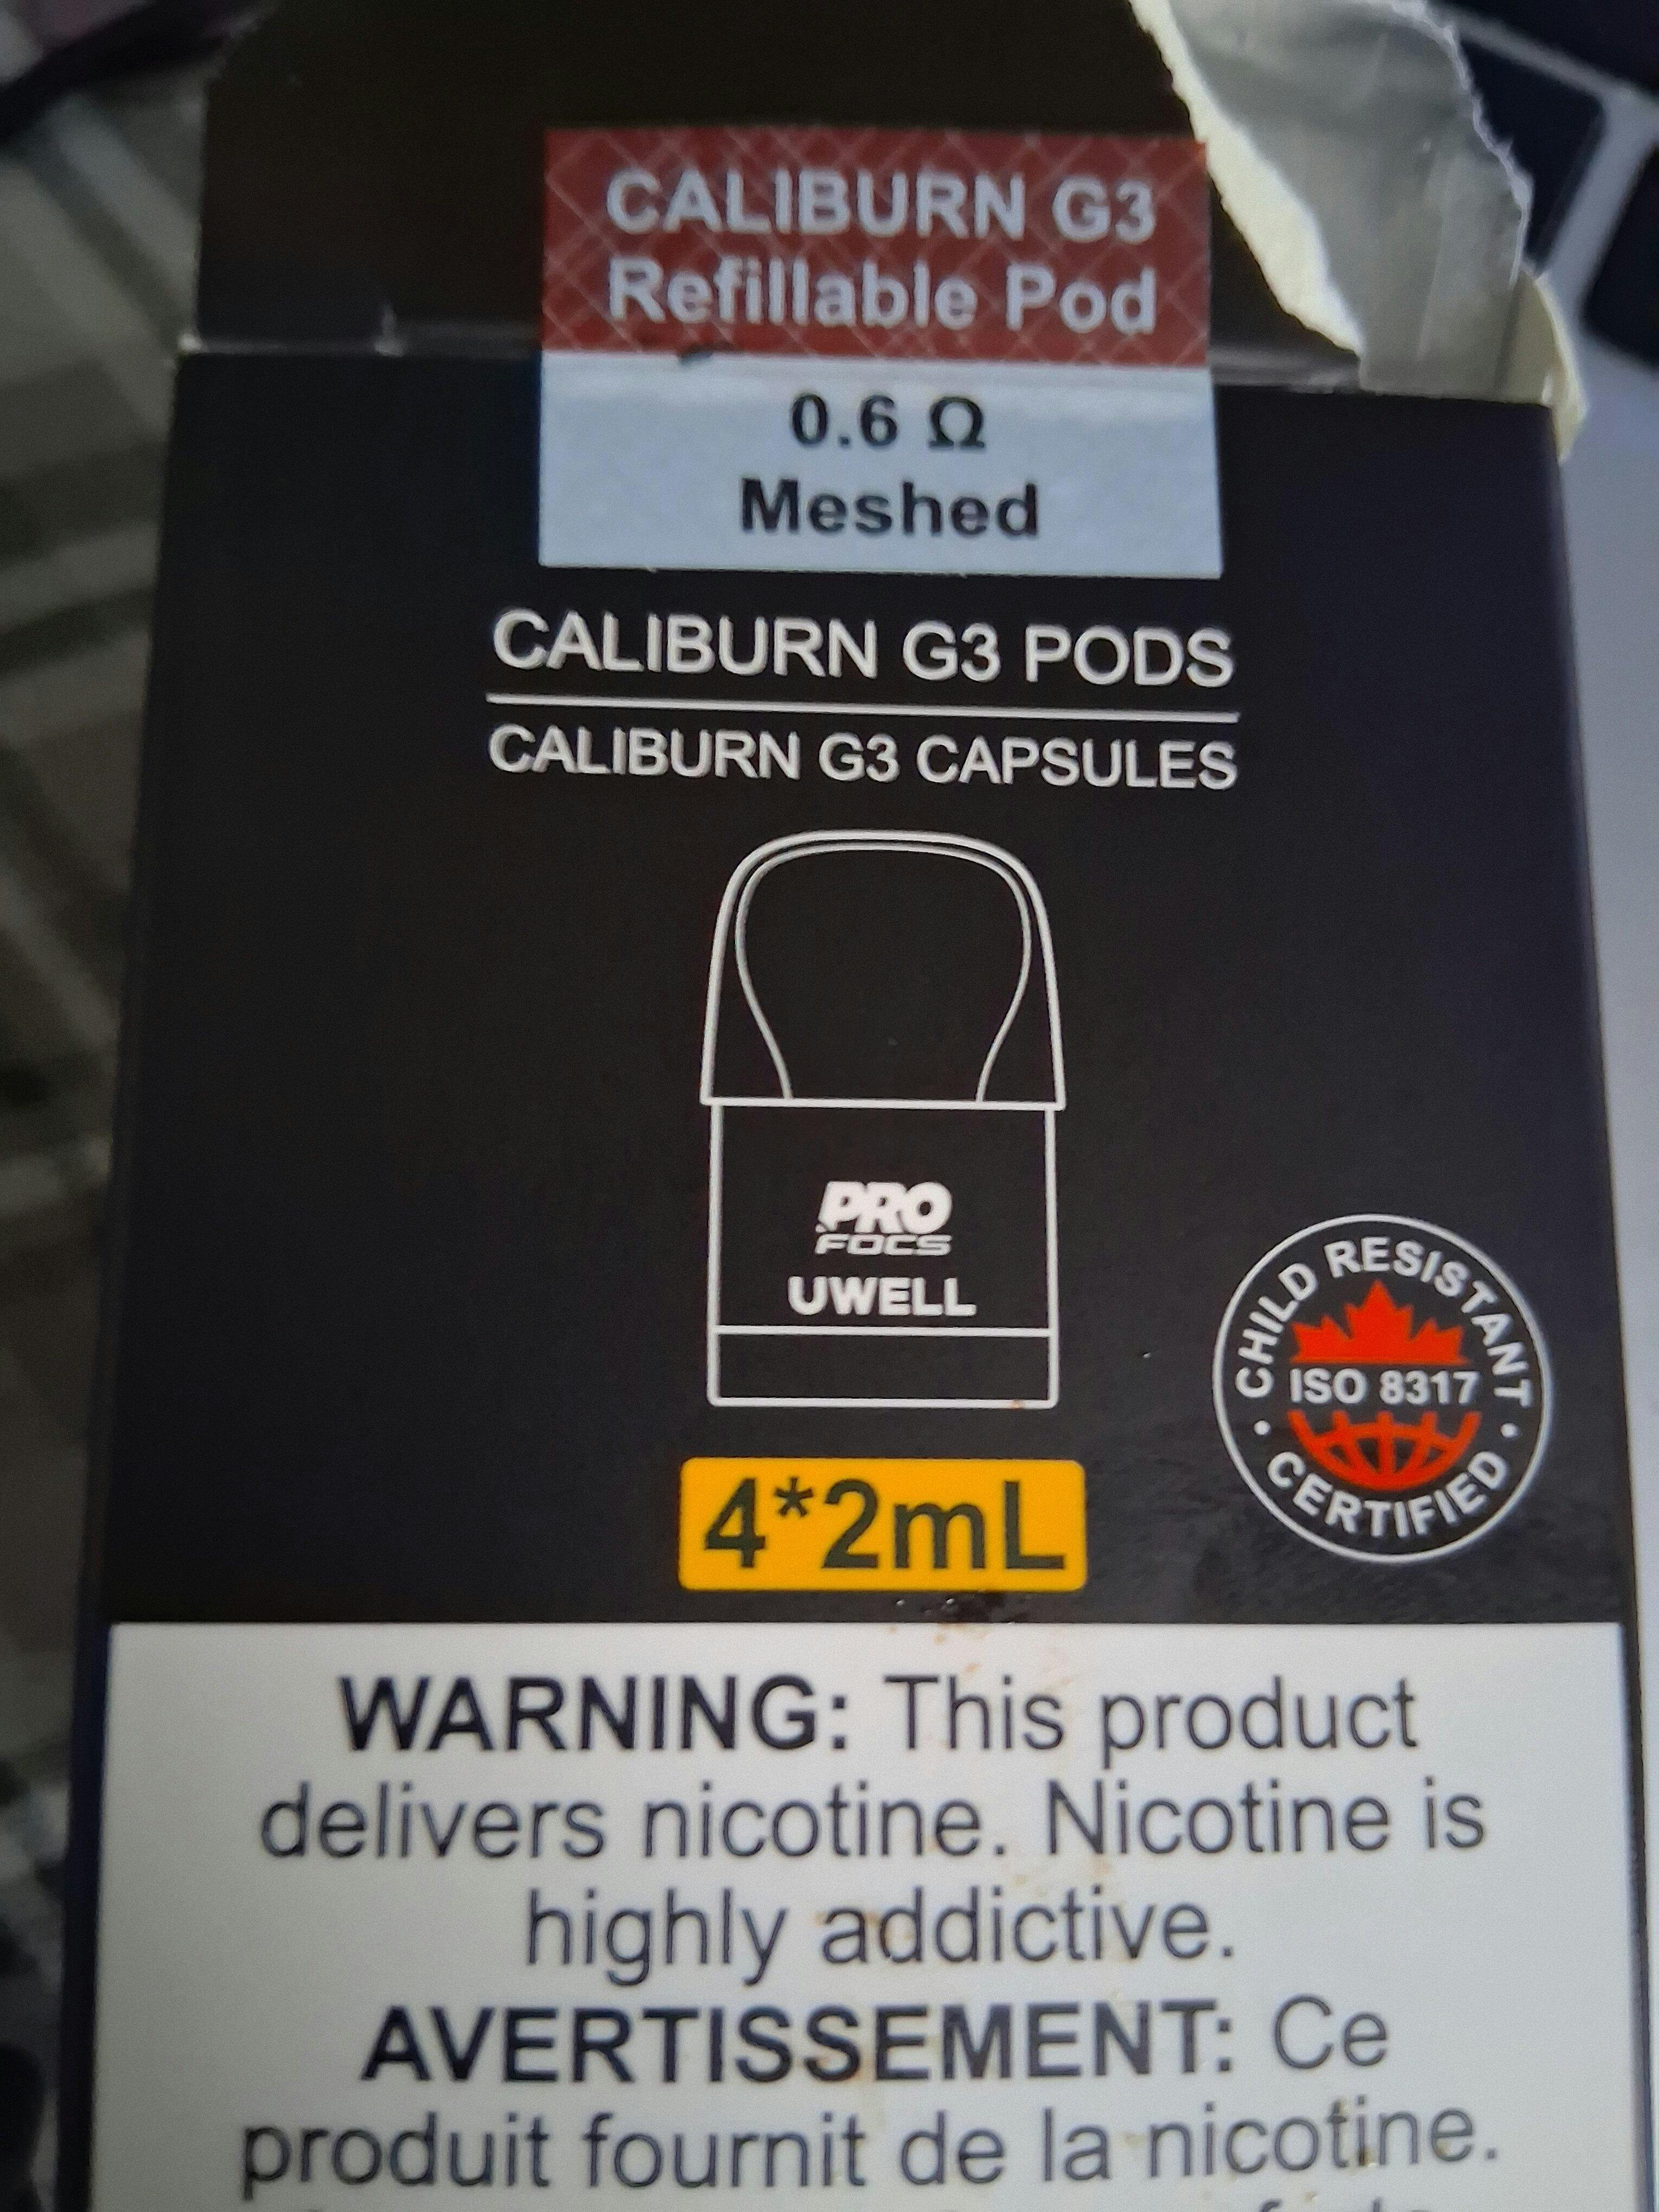 CALIBURN G3
Refillable Pod
0.6 Ω
Meshed
CALIBURN G3 PODS
CALIBURN G3 CAPSULES
PRO
FOCS
UWELL
CHILD RESISTANT
ISO 8317
CERTIFIED
4*2mL
WARNING: This product
delivers nicotine. Nicotine is
highly addictive.
AVERTISSEMENT: Ce
produit fournit de la nicotine.